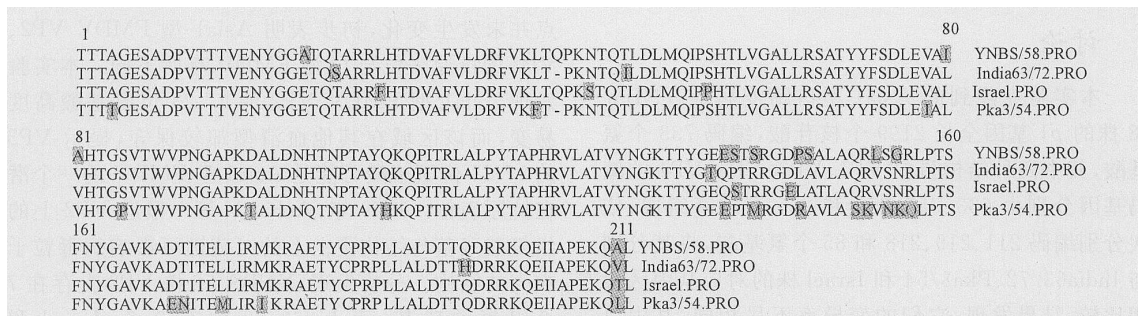 1 80
TTTAGESADPVTTTVENYGGATQTARRLHTDVAFVLDRFVKLTQPKNTQTLDLMQIPSHTLVGALLRSATYYFSDLEVAI YNBS/58.PRO
TTTAGESADPVTTTVENYGGETQSARRLHTDVAFVLDRFVKLT-PKNTQILDLMQIPSHTLVGALLRSATYYFSDLEVAL India63/72.PRO
TTTAGESADPVTTTVENYGGETQTARRFHTDVAFVLDRFVKLTQPKSTQTLDLMQIPPHTLVGALLRSATYYFSDLEVAL Israel.PRO
TTTIGESADPVTTTVENYGGETQTARRLHTDVAFVLDRFVKFT-PKNTQTLDLMQIPSHTLVGALLRSATYYFSDLEIAL Pka3/54.PRO
81 160
AHTGSVTWVPNGAPKDALDNHTNPTAYQKQPITRLALPYTAPHRVLATVYNGKTTYGEESTSRGDPSALAQRLSGRLPTS YNBS/58.PRO
VHTGSVTWVPNGAPKDALDNHTNPTAYQKQPITRLALPYTAPHRVLATVYNGKTTYGTQPTRRGDLAVLAQRVSNRLPTS India63/72.PRO
VHTGSVTWVPNGAPKDALDNHTNPTAYQKQPITRLALPYTAPHRVLATVYNGKTTYGEQSTRRGELATLAQRVSNRLPTS Israel.PRO
VHTGPVTWVPNGAPKTALDNQTNPTAYHKQPITRLALPYTAPHRVLATVYNGKTTYGEEPTMRGDRAVLASKVNKQLPTS Pka3/54.PRO
161 211
FNYGAVKADTITELLIRMKRAETYCPRPLLALDTTQDRRKQEIIAPEKQAL YNBS/58.PRO
FNYGAVKADTITELLIRMKRAETYCPRPLLALDTTHDRRKQEIIAPEKQVL India63/72.PRO
FNYGAVKADTITELLIRMKRAETYCPRPLLALDTTQDRRKQEIIAPEKQTL Israel.PRO
FNYGAVKAENITEMLIRIKRAETYCPRPLLALDTTQDRRKQEIIAPEKQLL Pka3/54.PRO